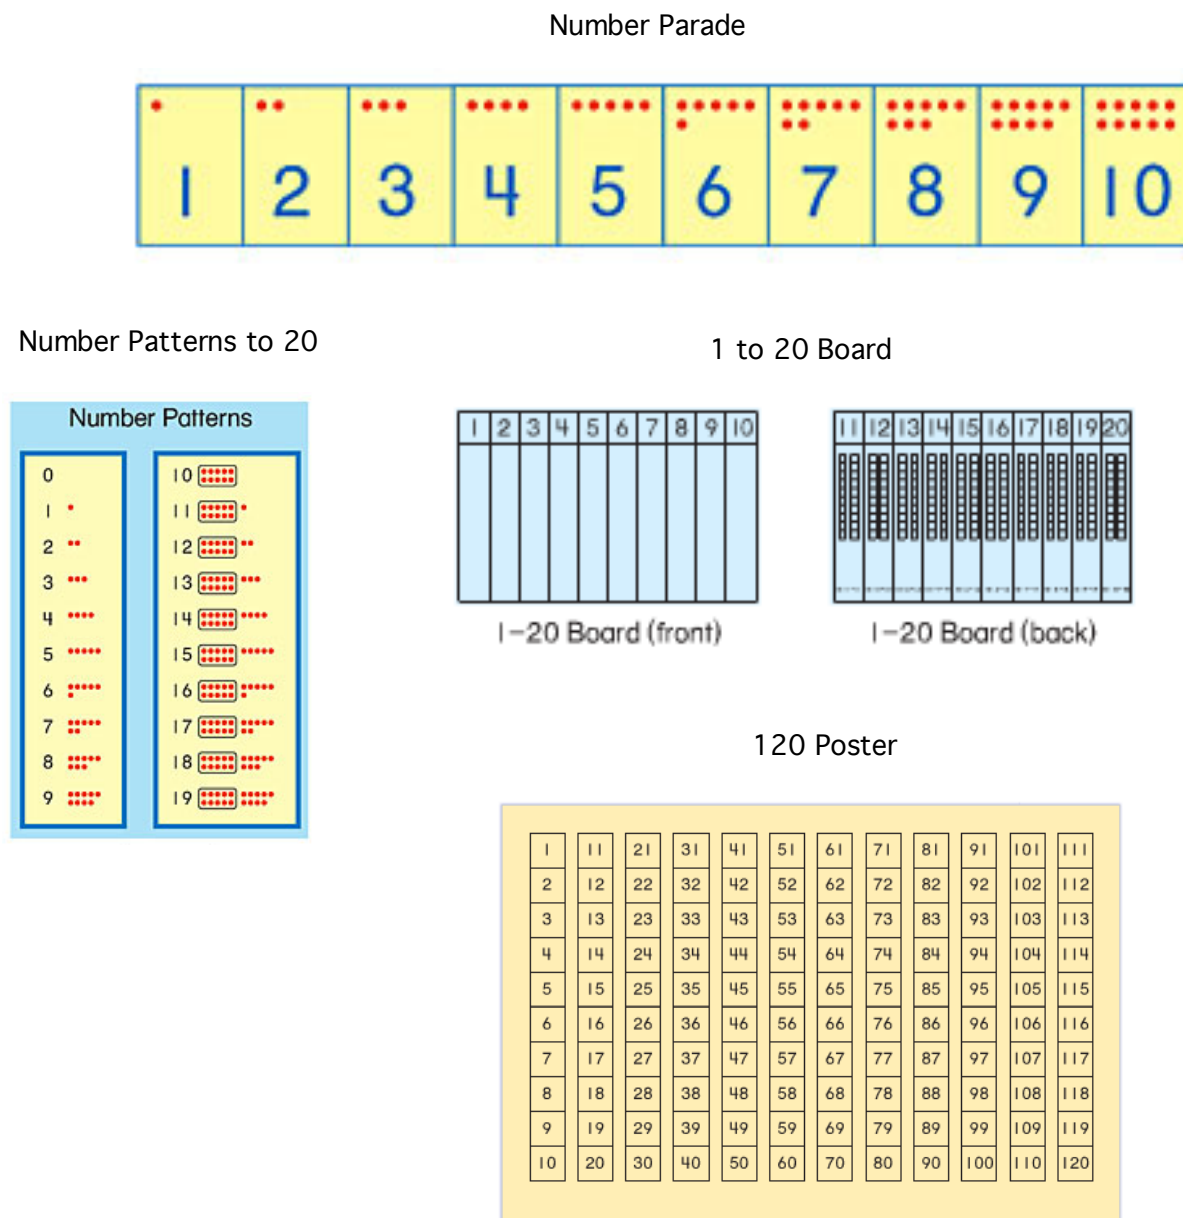 Number Parade
1 2 3 4 5 6 7 8 9 10
Number Patterns to 20
1 to 20 Board
Number Patterns
0
1
2
3
4
5
6
7
8
9
10
11
12
13
14
15
16
17
18
19
1 2 3 4 5 6 7 8 9 10
1-20 Board (front)
11 12 13 14 15 16 17 18 19 20
1-20 Board (back)
120 Poster
1 11 21 31 41 51 61 71 81 91 101 111
2 12 22 32 42 52 62 72 82 92 102 112
3 13 23 33 43 53 63 73 83 93 103 113
4 14 24 34 44 54 64 74 84 94 104 114
5 15 25 35 45 55 65 75 85 95 105 115
6 16 26 36 46 56 66 76 86 96 106 116
7 17 27 37 47 57 67 77 87 97 107 117
8 18 28 38 48 58 68 78 88 98 108 118
9 19 29 39 49 59 69 79 89 99 109 119
10 20 30 40 50 60 70 80 90 100 110 120